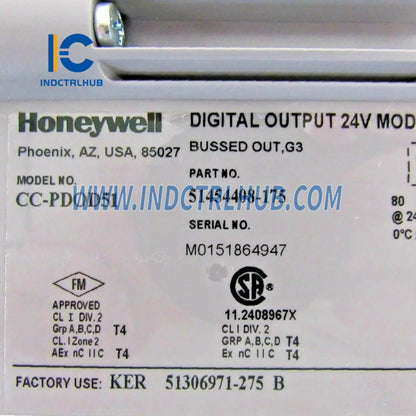 IC
INDCTRLHUB
Honeywell
DIGITAL OUTPUT 24V MOD
Phoenix, AZ, USA, 85027
BUSSED OUT,G3
MODEL NO.
PART NO.
CC-PDOD51
51454408-175
WWW.INDCTRLHUB.COM
SERIAL NO.
M0151864947
80
@ 24
0°C
FM
APPROVED
CL I DIV. 2
Grp A,B,C,D T4
CL.I Zone 2
AEx nC IIC T4
SA
11.2408967X
CL I DIV. 2
GRP A,B,C,D T4
Ex nC IIC T4
FACTORY USE: KER 51306971-275 B